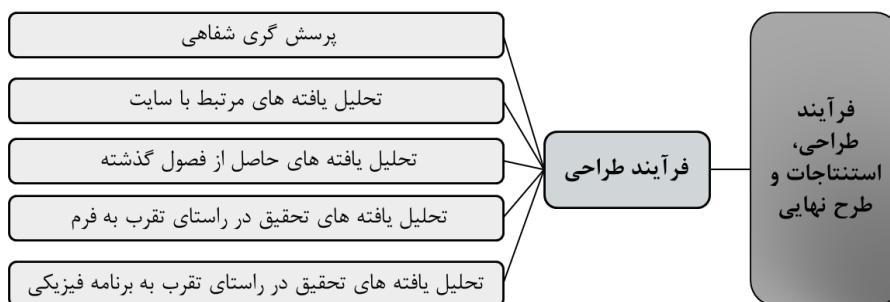 فرآیند
طراحی،
استنتاجات و
طرح نهایی
فرآیند طراحی
پرسش گری شفاهی
تحلیل یافته های مرتبط با سایت
تحلیل یافته های حاصل از فصول گذشته
تحلیل یافته های تحقیق در راستای تقرب به فرم
تحلیل یافته های تحقیق در راستای تقرب به برنامه فیزیکی